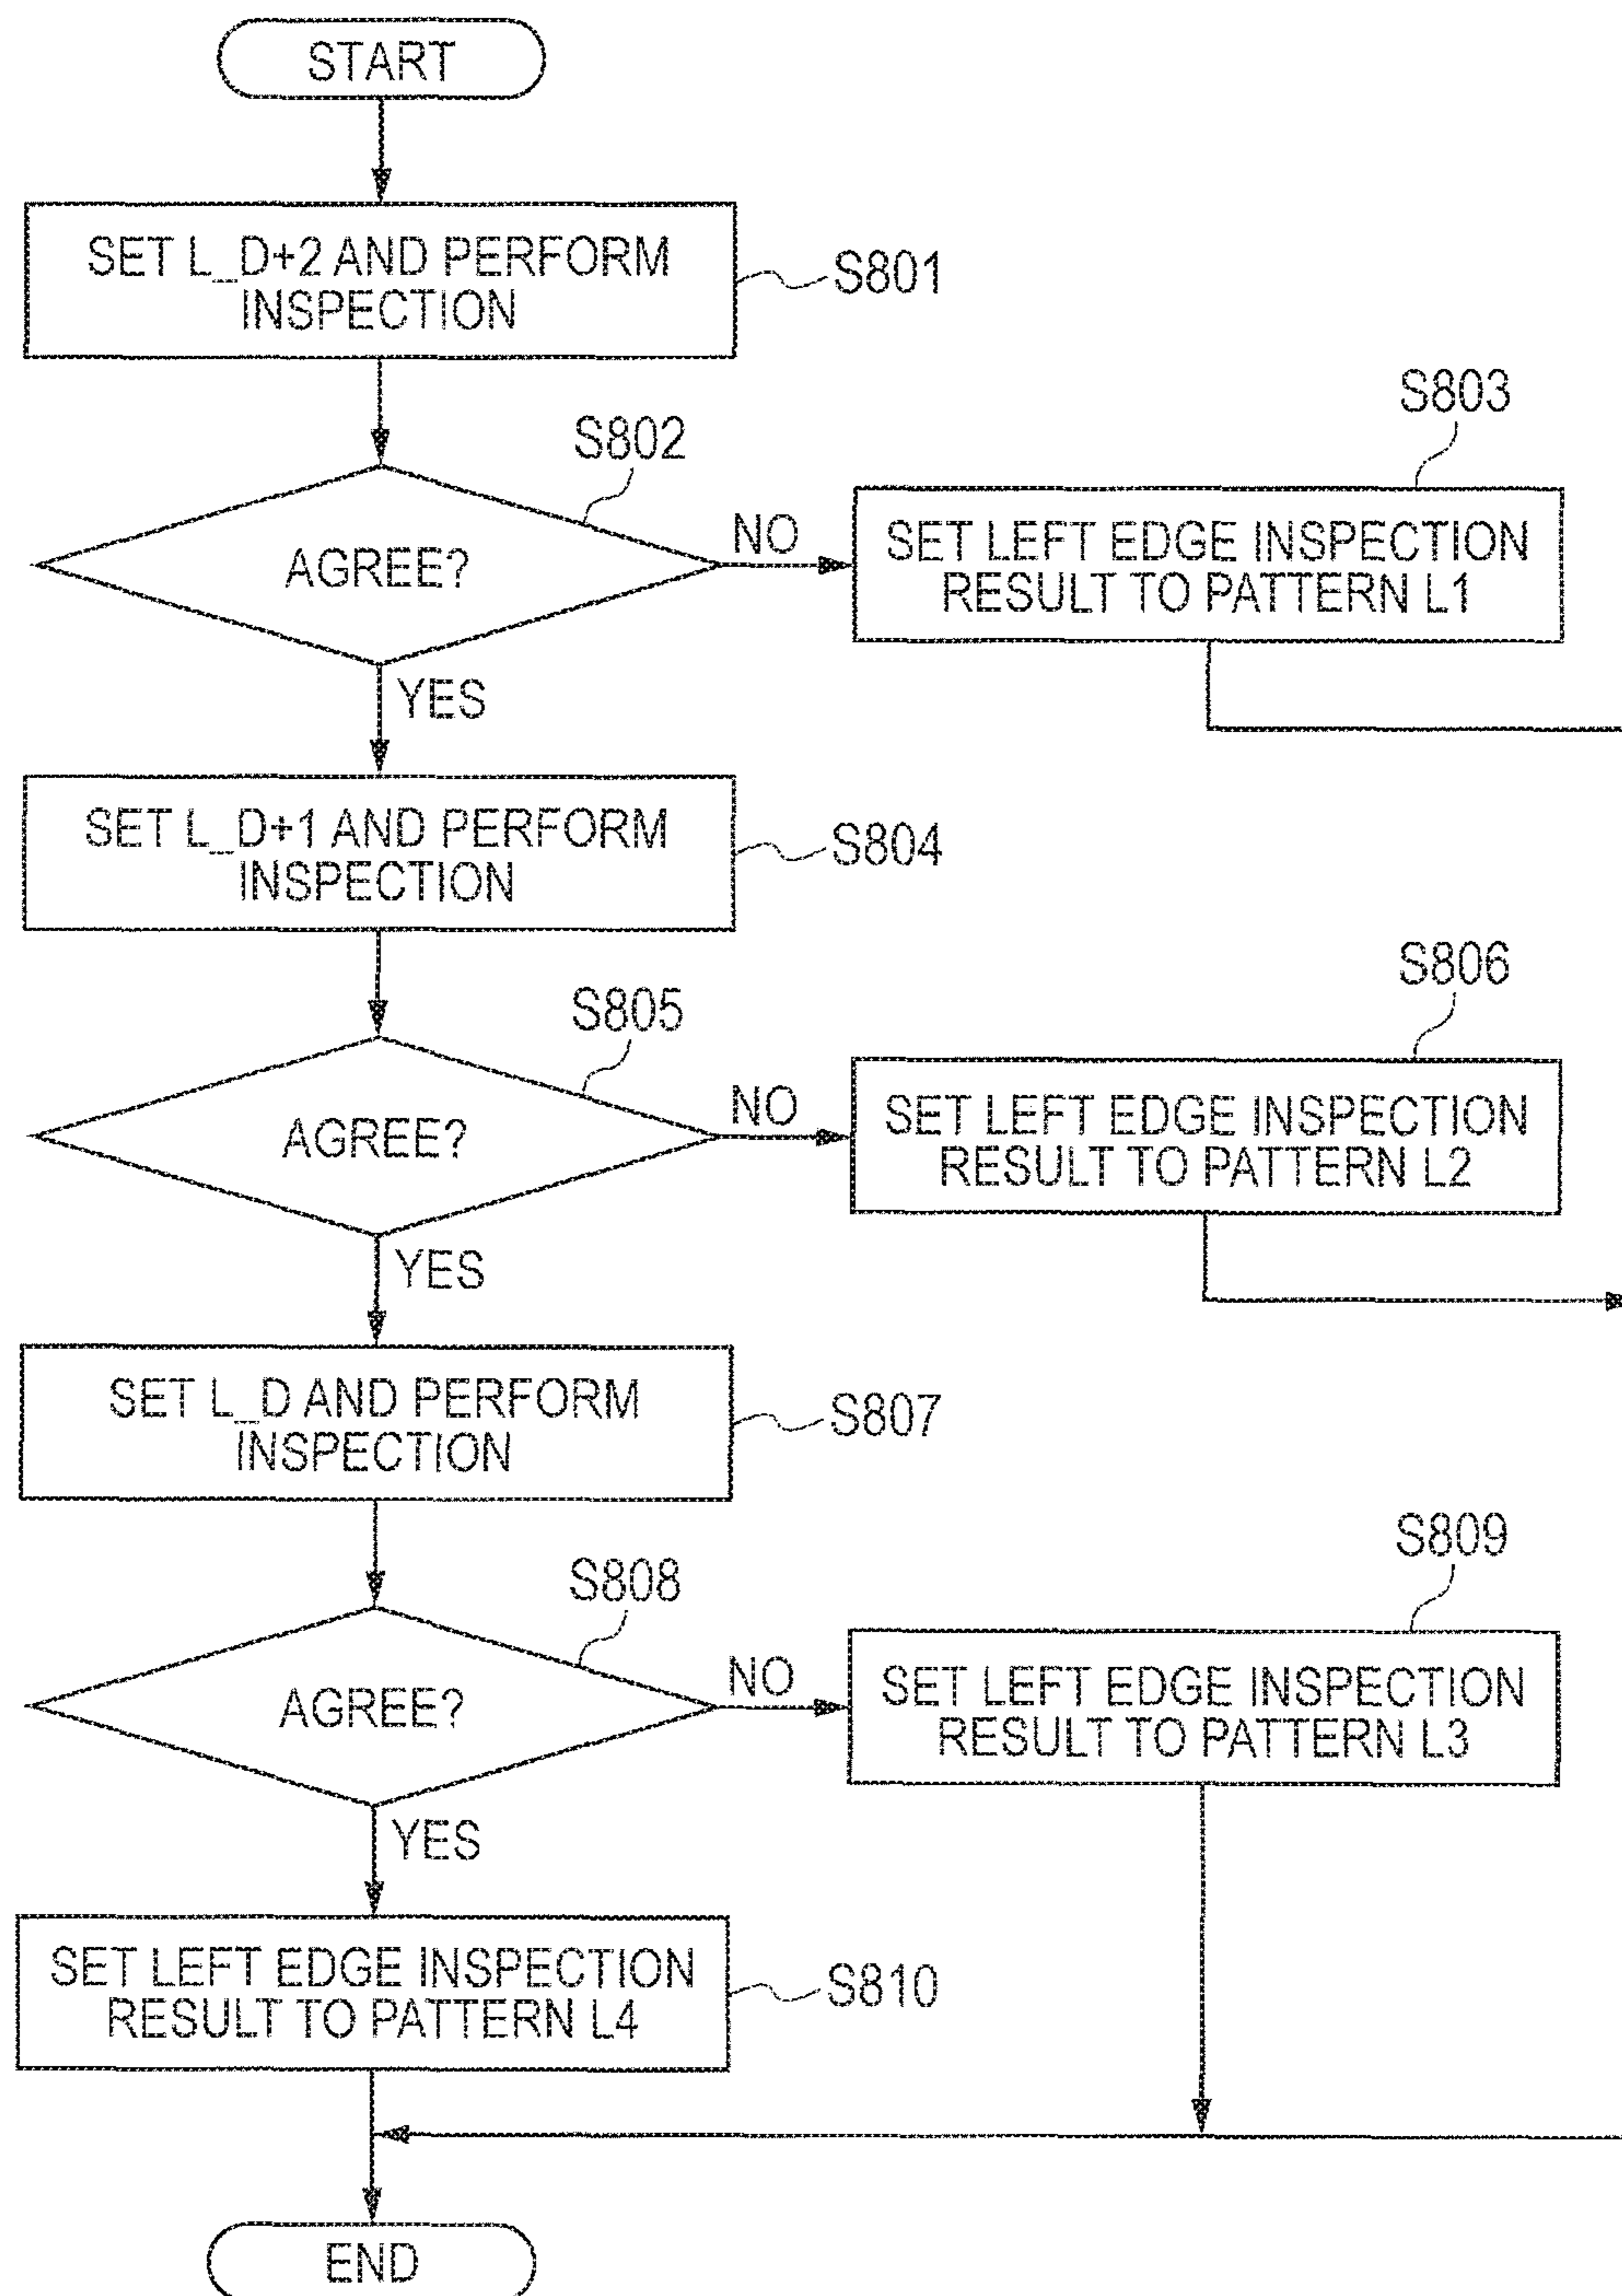 START
SET L_D+2 AND PERFORM
INSPECTION
S801
S802
AGREE?
NO
YES
S803
SET LEFT EDGE INSPECTION
RESULT TO PATTERN L1
SET L_D+1 AND PERFORM
INSPECTION
S804
S805
AGREE?
NO
YES
S806
SET LEFT EDGE INSPECTION
RESULT TO PATTERN L2
SET L_D AND PERFORM
INSPECTION
S807
S808
AGREE?
NO
YES
S809
SET LEFT EDGE INSPECTION
RESULT TO PATTERN L3
SET LEFT EDGE INSPECTION
RESULT TO PATTERN L4
S810
END